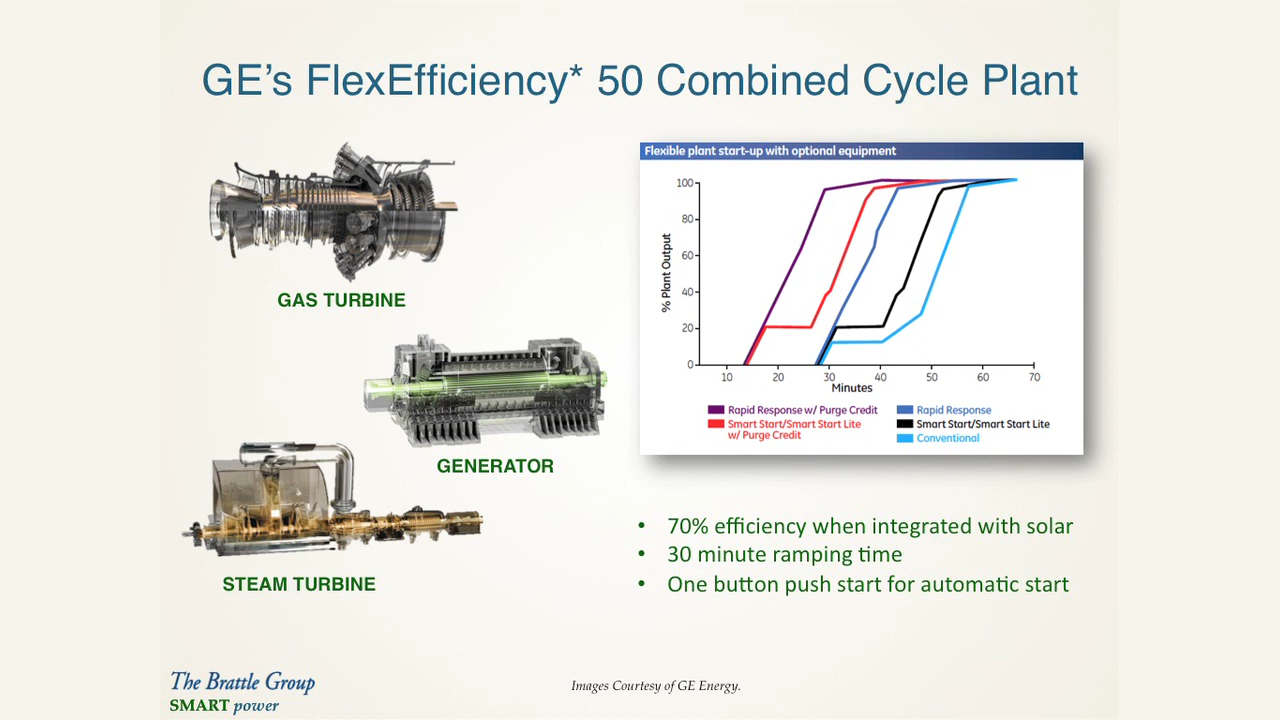 GE's FlexEfficiency* 50 Combined Cycle Plant
GAS TURBINE
GENERATOR
STEAM TURBINE
Flexible plant start-up with optional equipment
% Plant Output
100
80
60
40
20
0
10 20 30 40 50 60 70
Minutes
Rapid Response w/ Purge Credit
Smart Start/Smart Start Lite
w/ Purge Credit
Rapid Response
Smart Start/Smart Start Lite
Conventional
• 70% efficiency when integrated with solar
• 30 minute ramping time
• One button push start for automatic start
The Brattle Group
SMART power
Images Courtesy of GE Energy.